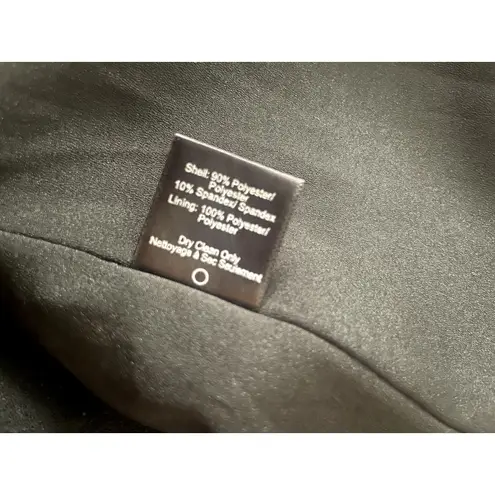 Shell: 90% Polyester/
Polyester
10% Spandex/ Spandex
Lining: 100% Polyester/
Polyester
Dry Clean Only
Nettoyage à Sec Seulement